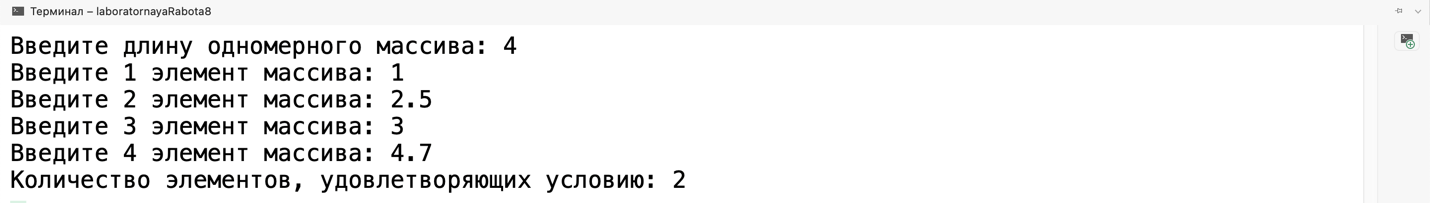 Терминал – laboratornayaRabota8
Введите длину одномерного массива: 4
Введите 1 элемент массива: 1
Введите 2 элемент массива: 2.5
Введите 3 элемент массива: 3
Введите 4 элемент массива: 4.7
Количество элементов, удовлетворяющих условию: 2